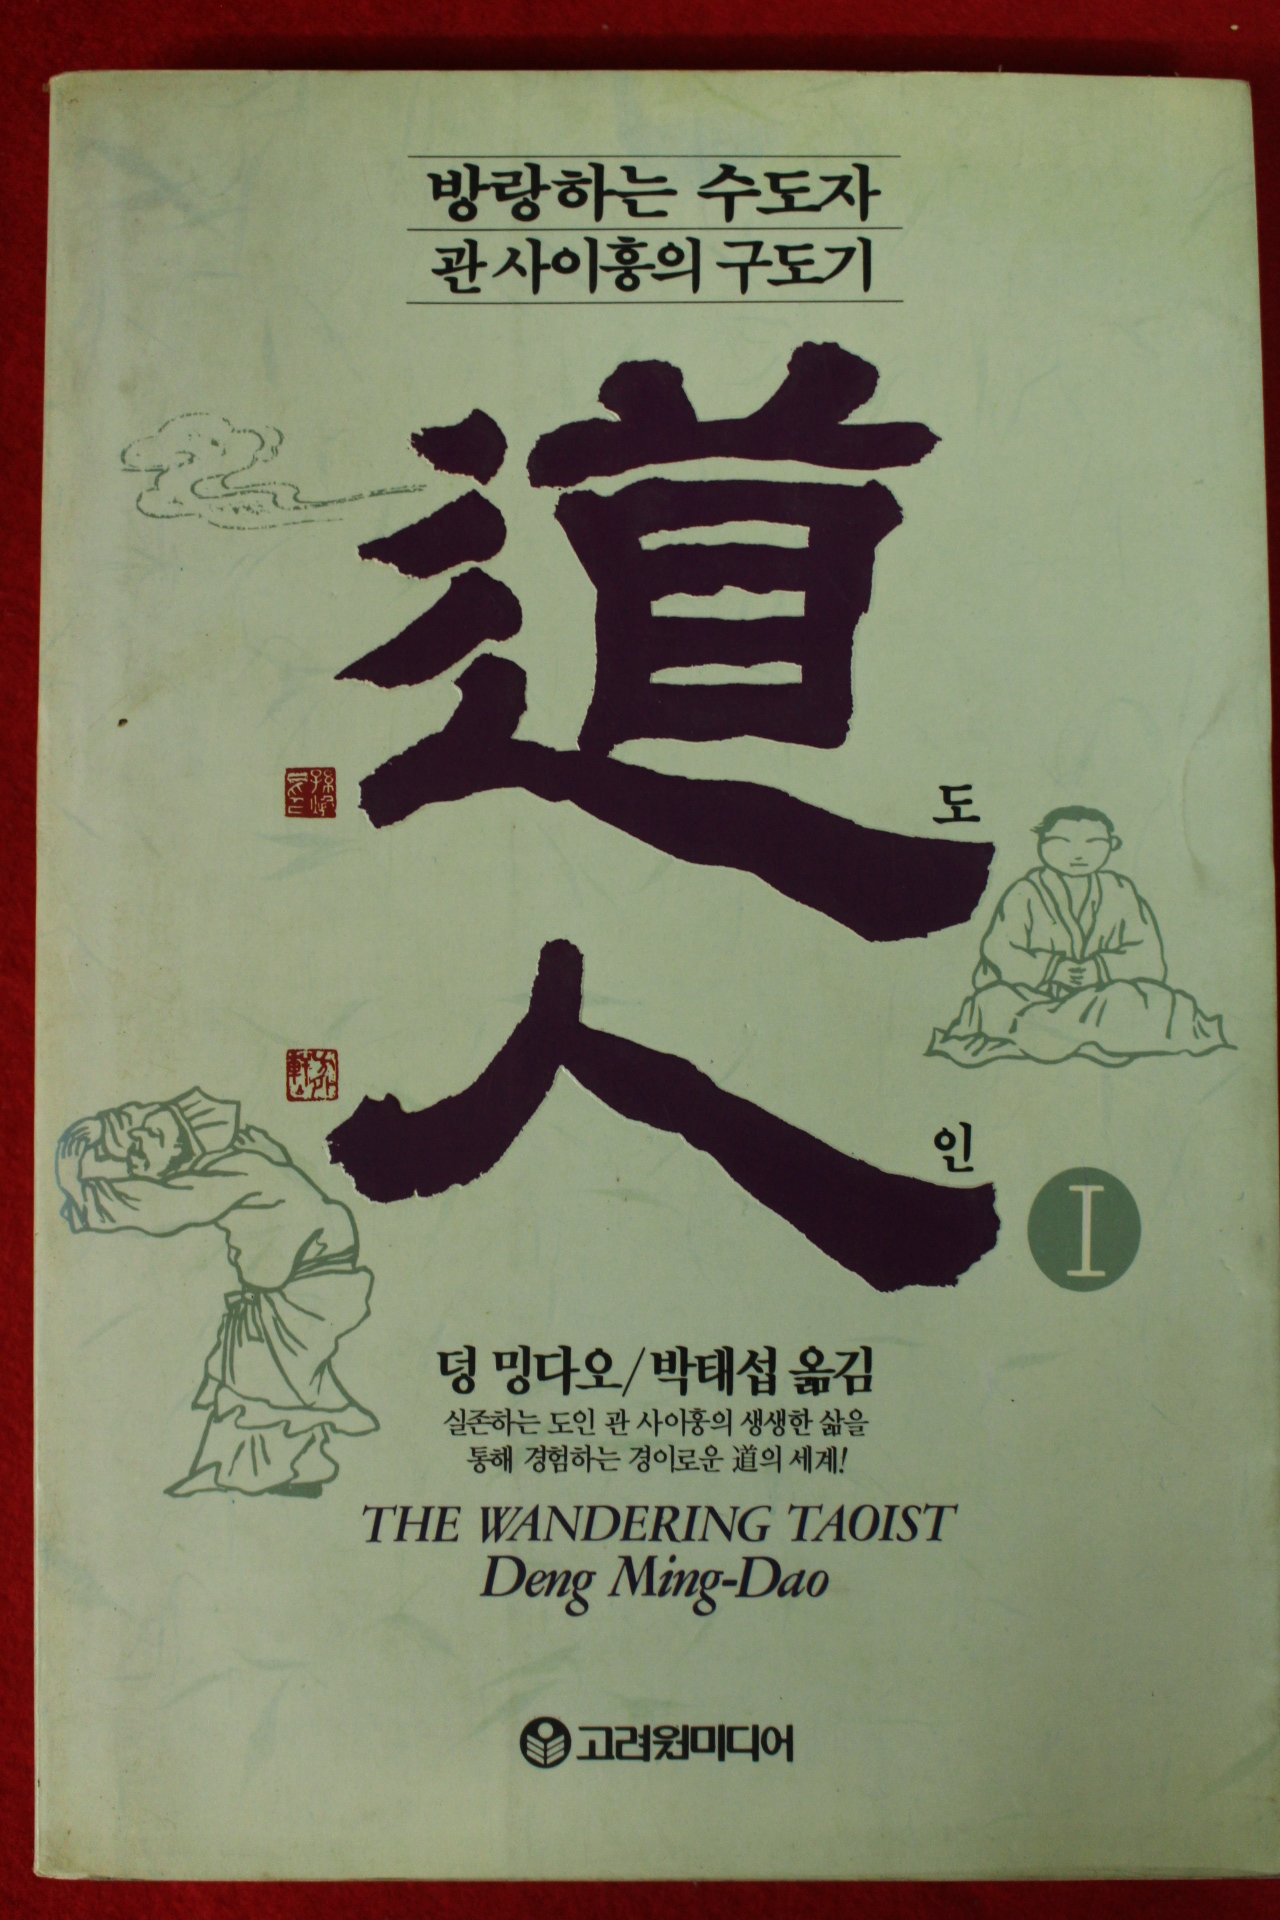 방랑하는 수도자
관 사이흥의 구도기
道
도
人
인
I
덩 밍다오/박태섭 옮김
실존하는 도인 관 사이흥의 생생한 삶을
통해 경험하는 경이로운 道의 세계!
THE WANDERING TAOIST
Deng Ming-Dao
고려원미디어